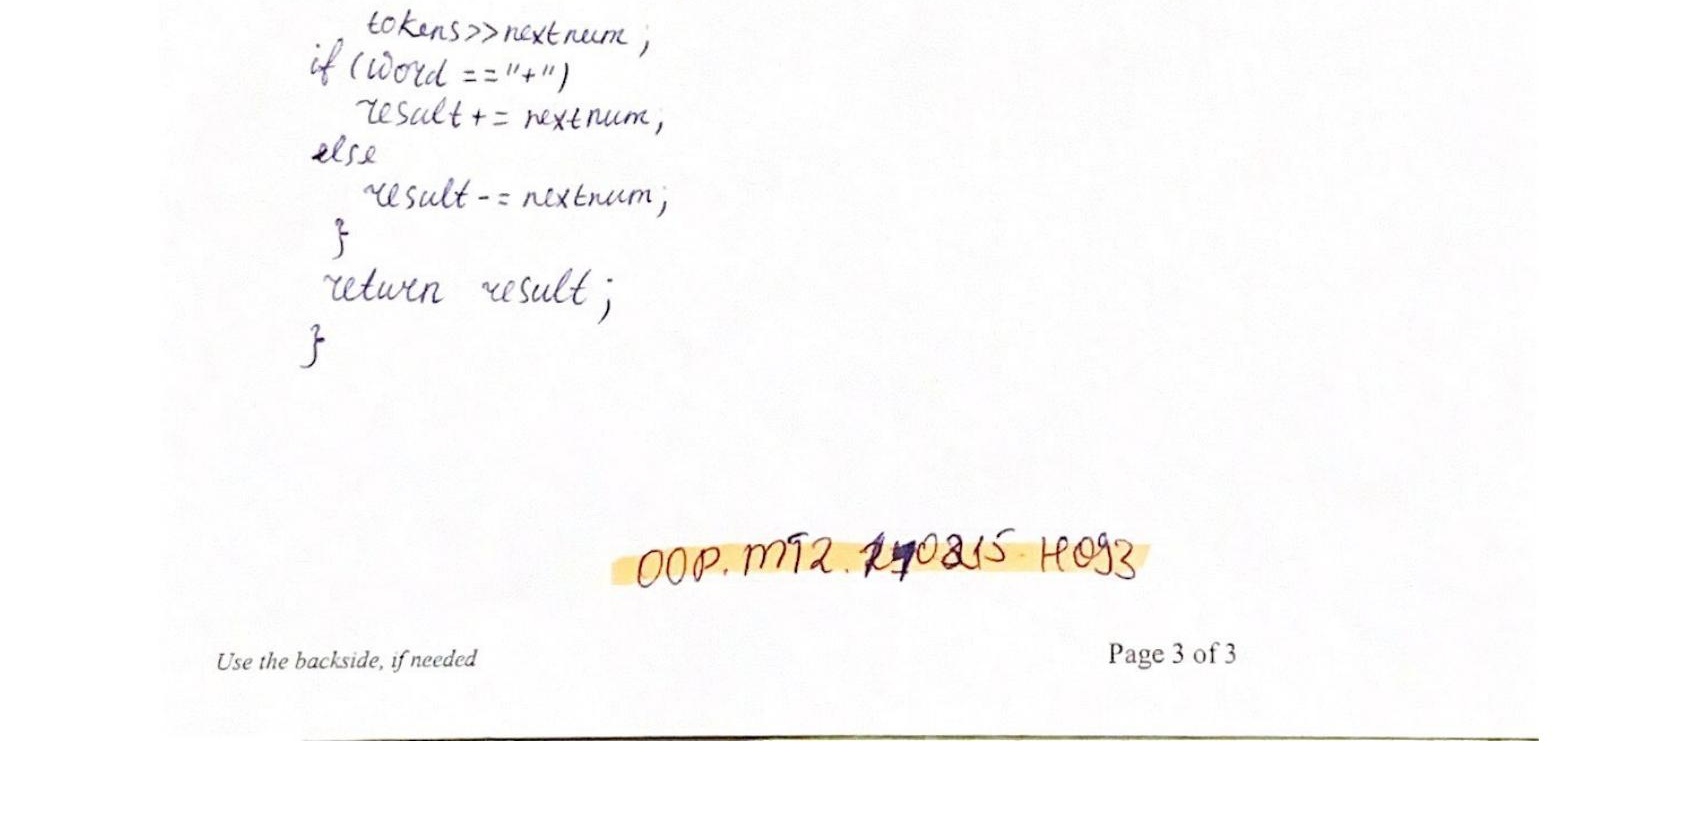 tokens>>nextnum;
if (Word =="+")
result += nextnum;
else
result -= nextnum;
}
return result;
}
OOP. MT2. 0215. H093
Use the backside, if needed
Page 3 of 3